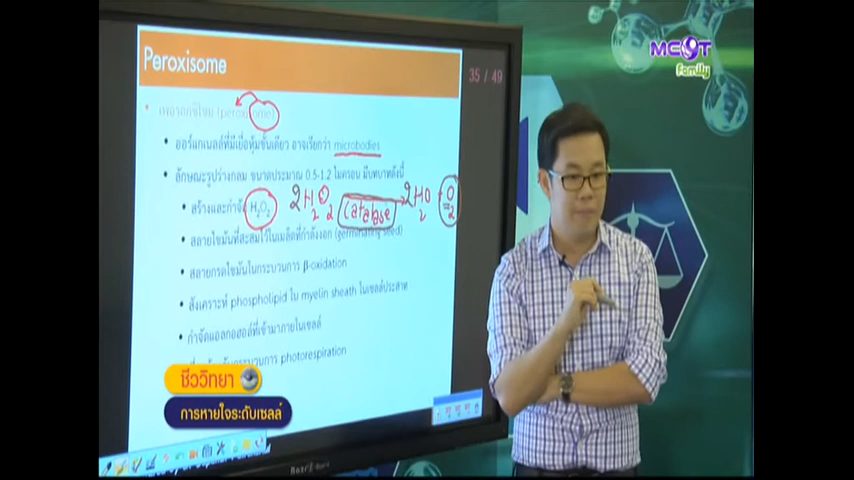 Peroxisome
35 / 49
MCOT
family
เพอรอกซิโซม (peroxisome)
ออร์แกเนลล์ที่มีเยื่อหุ้มชั้นเดียว อาจเรียกว่า microbodies
ลักษณะรูปร่างกลม ขนาดประมาณ 0.5-1.2 ไมครอน มีบทบาทดังนี้
สร้างและกำจัด H2O2 2H2O2 Catabase 2H2O + O2
สลายไขมันที่สะสมไว้ในเมล็ดที่กำลังงอก (germinating seed)
สลายกรดไขมันในกระบวนการ β-oxidation
สังเคราะห์ phospholipid ใน myelin sheath ในเซลล์ประสาท
กำจัดแอลกอฮอล์ที่เข้ามาภายในเซลล์
กระบวนการ photorespiration
ชีววิทยา
การหายใจระดับเซลล์